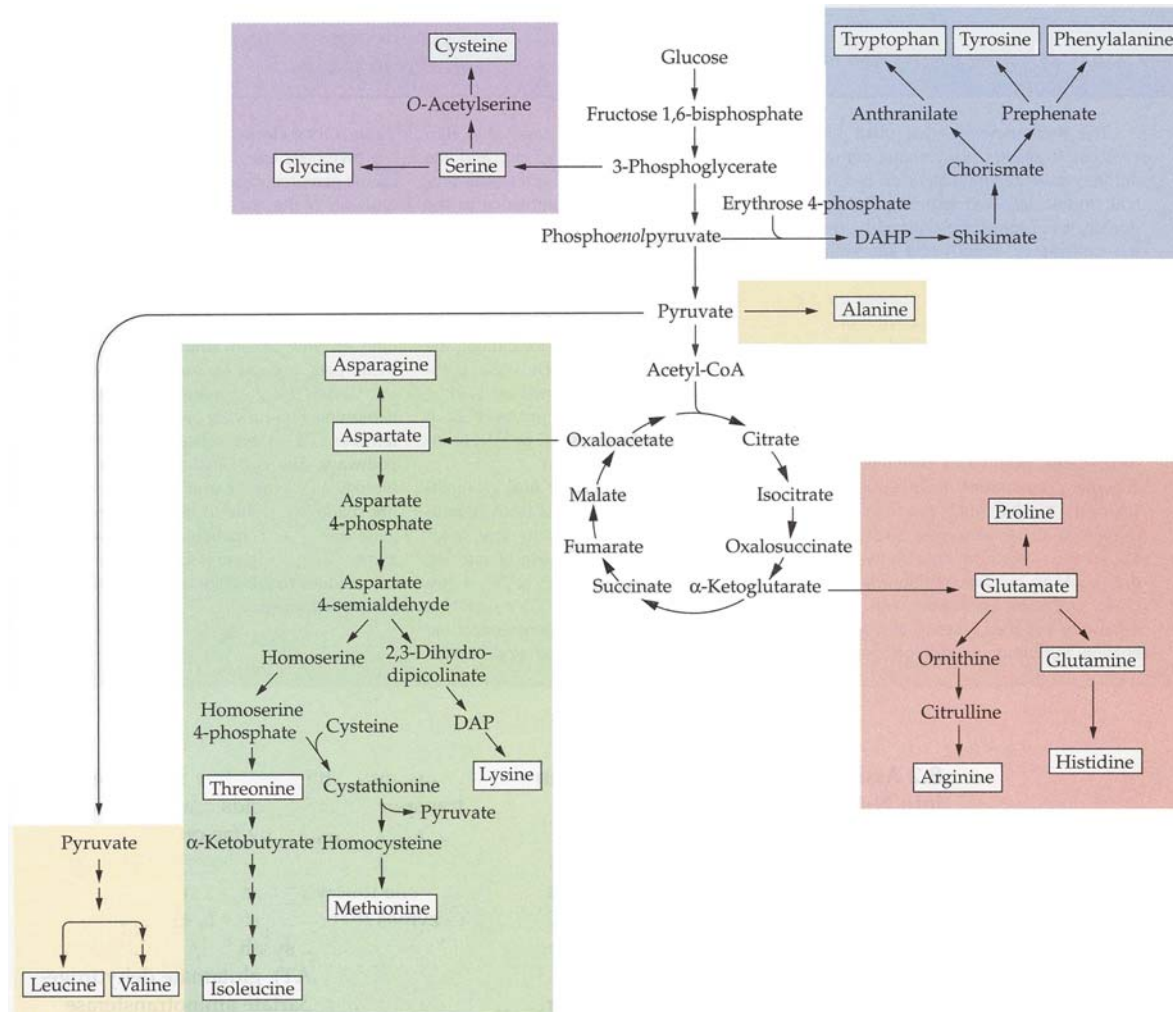 Cysteine
O-Acetylserine
Glycine
Serine
Glucose
Fructose 1,6-bisphosphate
3-Phosphoglycerate
Erythrose 4-phosphate
Phosphoenolpyruvate
Tryptophan
Tyrosine
Phenylalanine
Anthranilate
Prephenate
Chorismate
DAHP
Shikimate
Pyruvate
Alanine
Acetyl-CoA
Oxaloacetate
Citrate
Malate
Isocitrate
Fumarate
Oxalosuccinate
Succinate
α-Ketoglutarate
Asparagine
Aspartate
Aspartate
4-phosphate
Aspartate
4-semialdehyde
Homoserine
2,3-Dihydro-
dipicolinate
Homoserine
4-phosphate
Cysteine
DAP
Threonine
Cystathionine
Lysine
Pyruvate
α-Ketobutyrate
Homocysteine
Methionine
Isoleucine
Proline
Glutamate
Ornithine
Glutamine
Citrulline
Arginine
Histidine
Pyruvate
Leucine
Valine